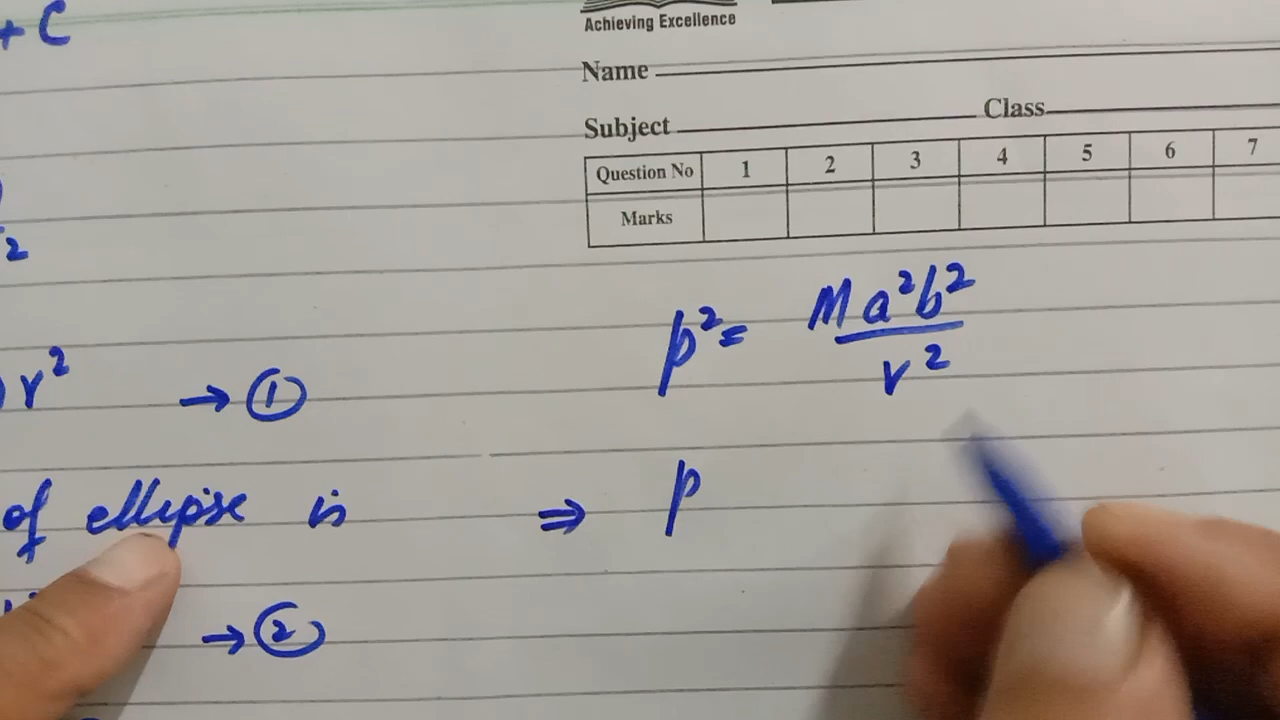 + C
Achieving Excellence
Name
Subject Class
Question No 1 2 3 4 5 6 7
Marks
2
p² = Ma²b² / r²
r² → ①
of ellipse is ⇒ p
→ ②